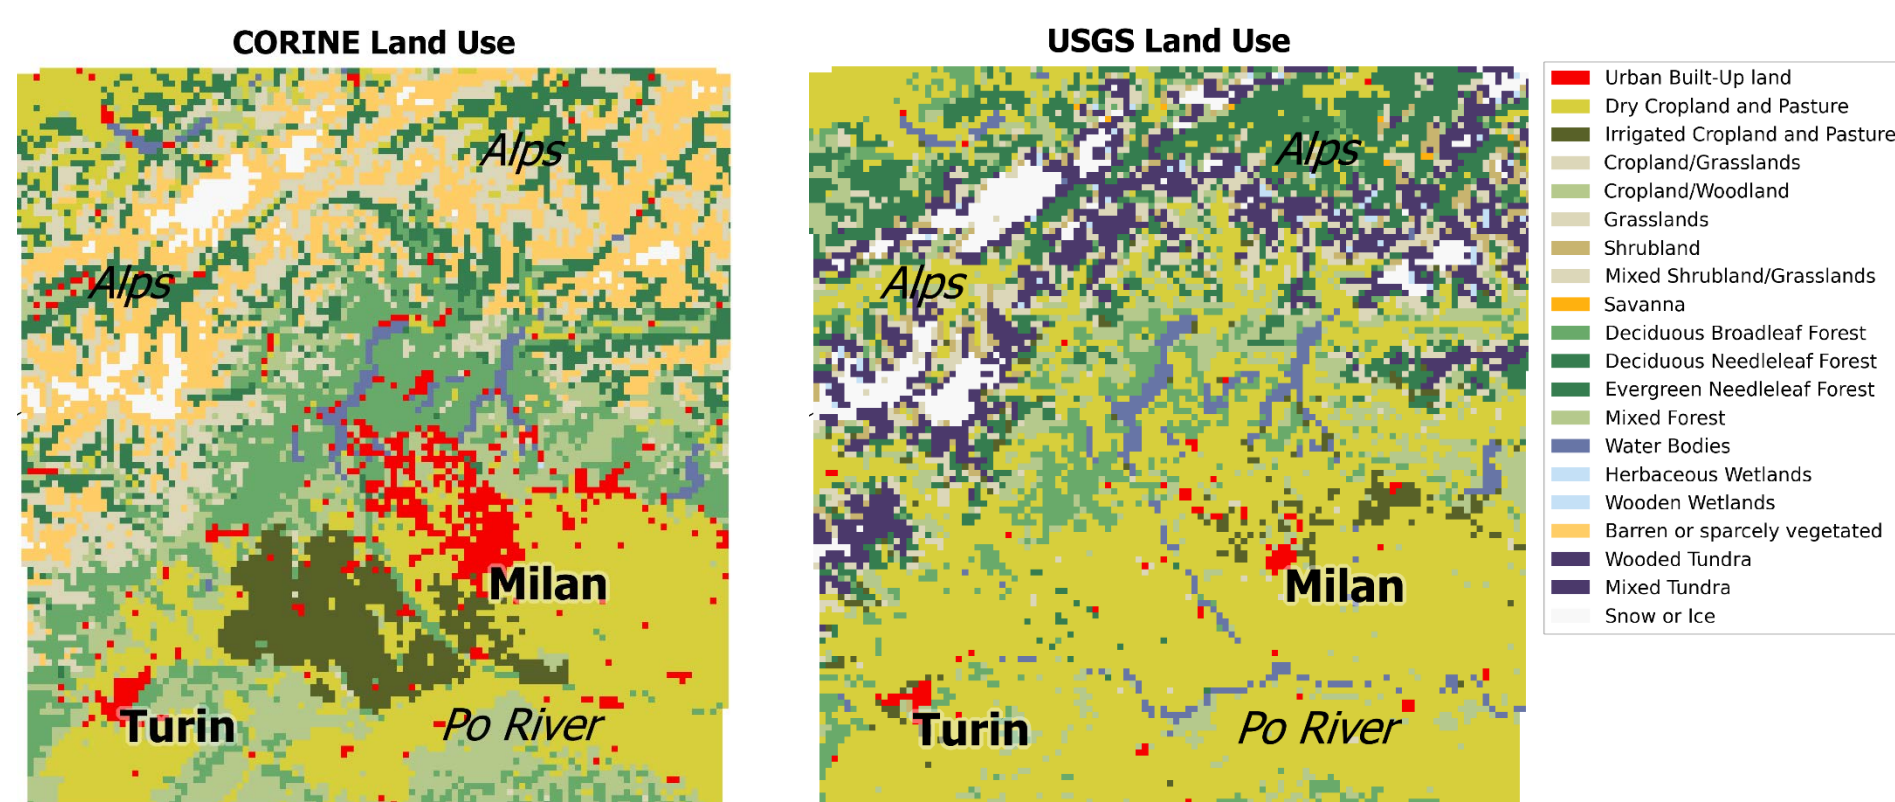 CORINE Land Use
USGS Land Use
Alps
Alps
Milan
Turin
Po River
Alps
Alps
Milan
Turin
Po River
Urban Built-Up land
Dry Cropland and Pasture
Irrigated Cropland and Pasture
Cropland/Grasslands
Cropland/Woodland
Grasslands
Shrubland
Mixed Shrubland/Grasslands
Savanna
Deciduous Broadleaf Forest
Deciduous Needleleaf Forest
Evergreen Needleleaf Forest
Mixed Forest
Water Bodies
Herbaceous Wetlands
Wooden Wetlands
Barren or sparcely vegetated
Wooded Tundra
Mixed Tundra
Snow or Ice